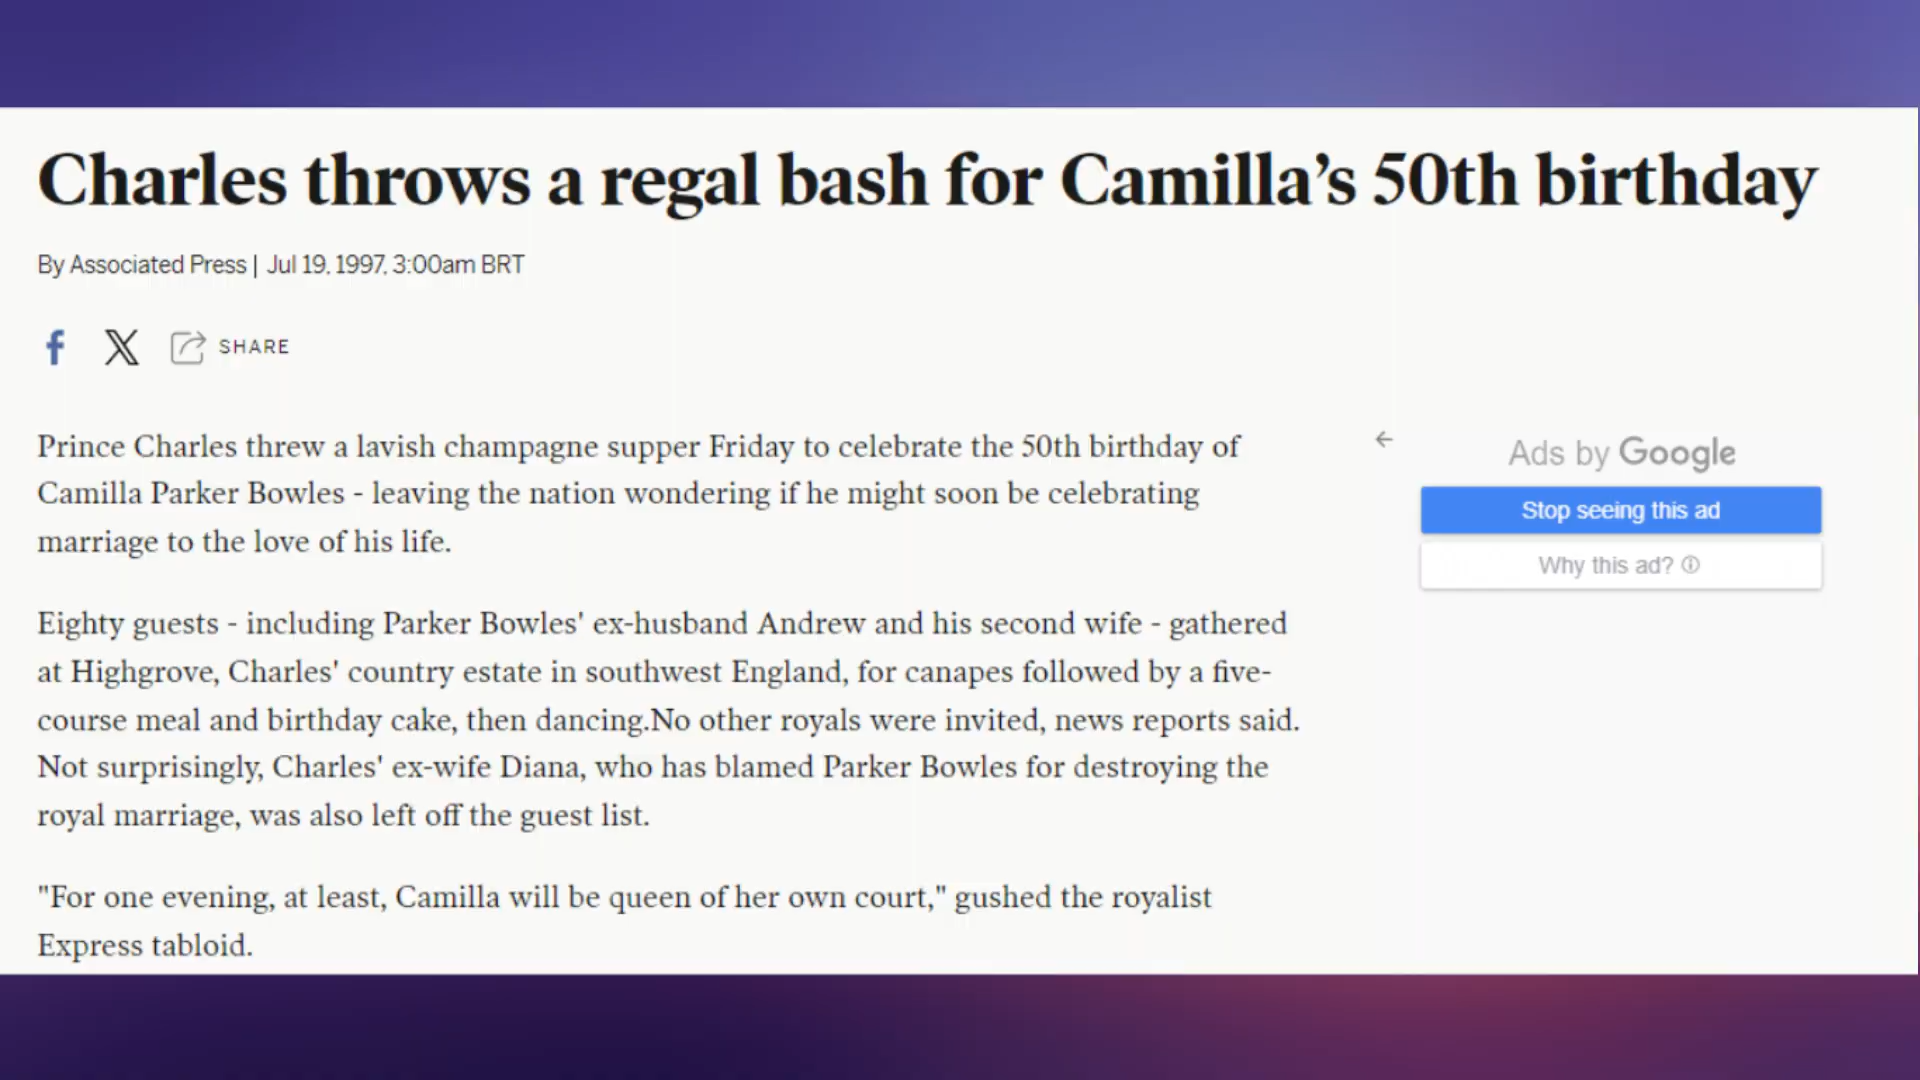 Charles throws a regal bash for Camilla’s 50th birthday
By Associated Press | Jul 19, 1997, 3:00am BRT
SHARE
Prince Charles threw a lavish champagne supper Friday to celebrate the 50th birthday of
Camilla Parker Bowles - leaving the nation wondering if he might soon be celebrating
marriage to the love of his life.
Eighty guests - including Parker Bowles' ex-husband Andrew and his second wife - gathered
at Highgrove, Charles' country estate in southwest England, for canapes followed by a five-
course meal and birthday cake, then dancing.No other royals were invited, news reports said.
Not surprisingly, Charles' ex-wife Diana, who has blamed Parker Bowles for destroying the
royal marriage, was also left off the guest list.
"For one evening, at least, Camilla will be queen of her own court," gushed the royalist
Express tabloid.
Ads by Google
Stop seeing this ad
Why this ad?